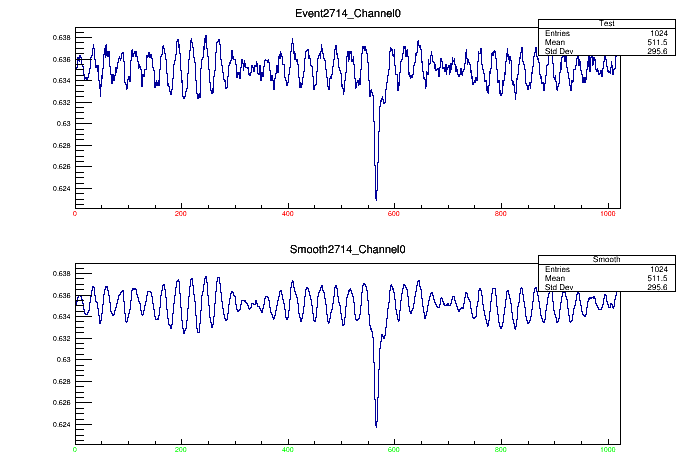 Event2714_Channel0
Test
Entries 1024
Mean 511.5
Std Dev 295.6
0.638
0.636
0.634
0.632
0.63
0.628
0.626
0.624
0 200 400 600 800 1000
Smooth2714_Channel0
Smooth
Entries 1024
Mean 511.5
Std Dev 295.6
0.638
0.636
0.634
0.632
0.63
0.628
0.626
0.624
0 200 400 600 800 1000